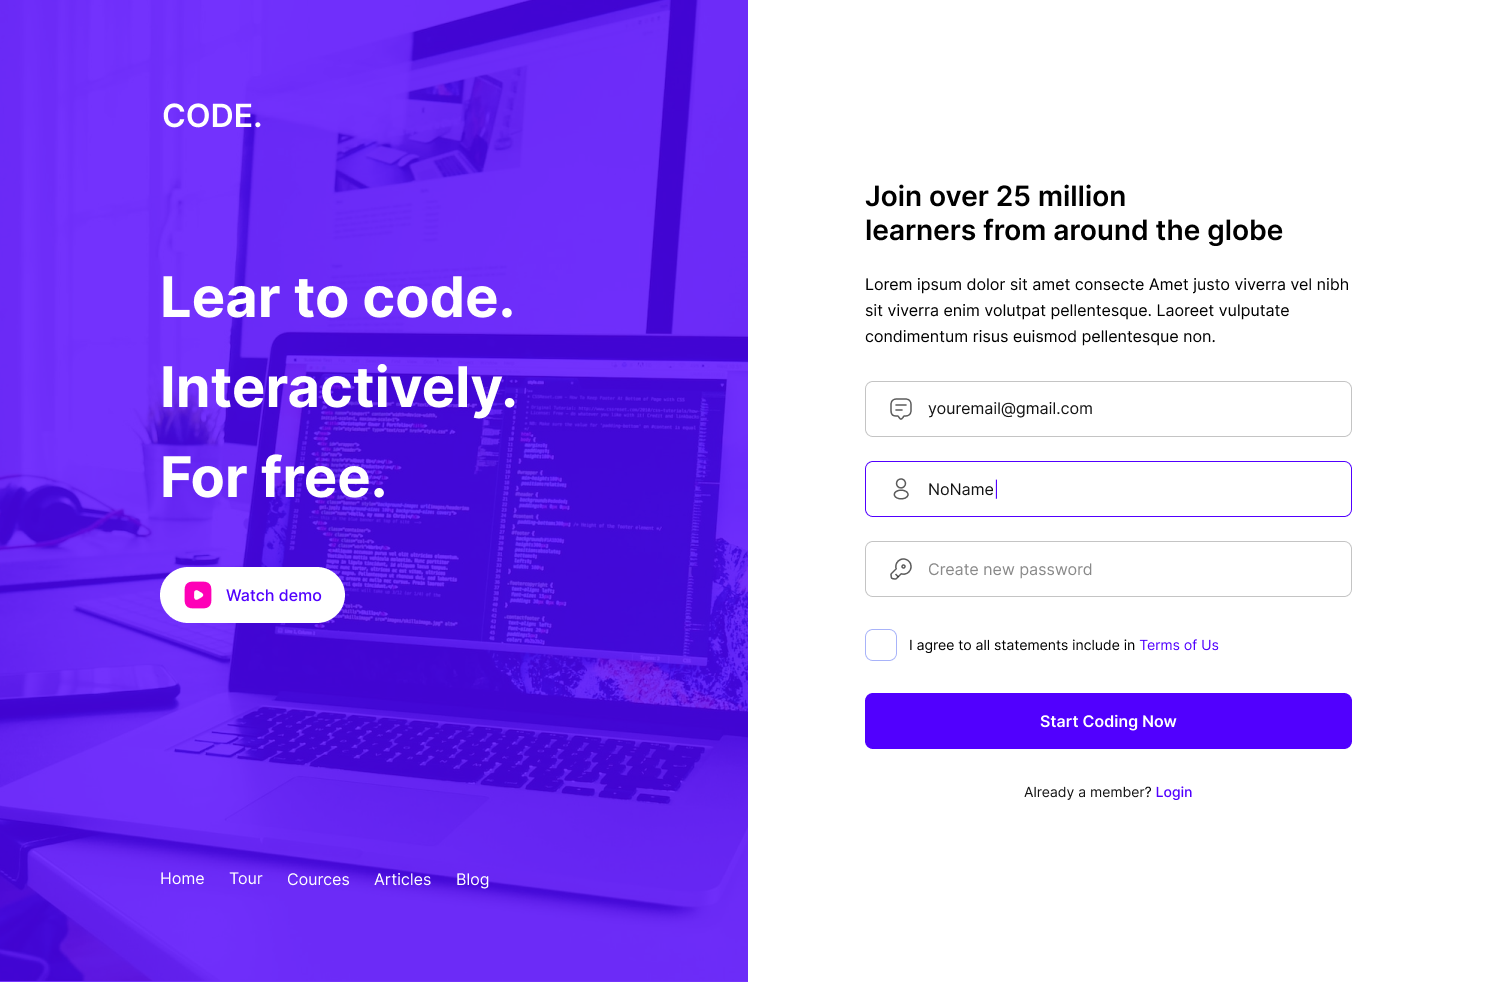 CODE.
Lear to code.
Interactively.
For free.
Watch demo
Home Tour Cources Articles Blog
Join over 25 million
learners from around the globe
Lorem ipsum dolor sit amet consecte Amet justo viverra vel nibh
sit viverra enim volutpat pellentesque. Laoreet vulputate
condimentum risus euismod pellentesque non.
youremail@gmail.com
NoName
Create new password
I agree to all statements include in Terms of Us
Start Coding Now
Already a member? Login